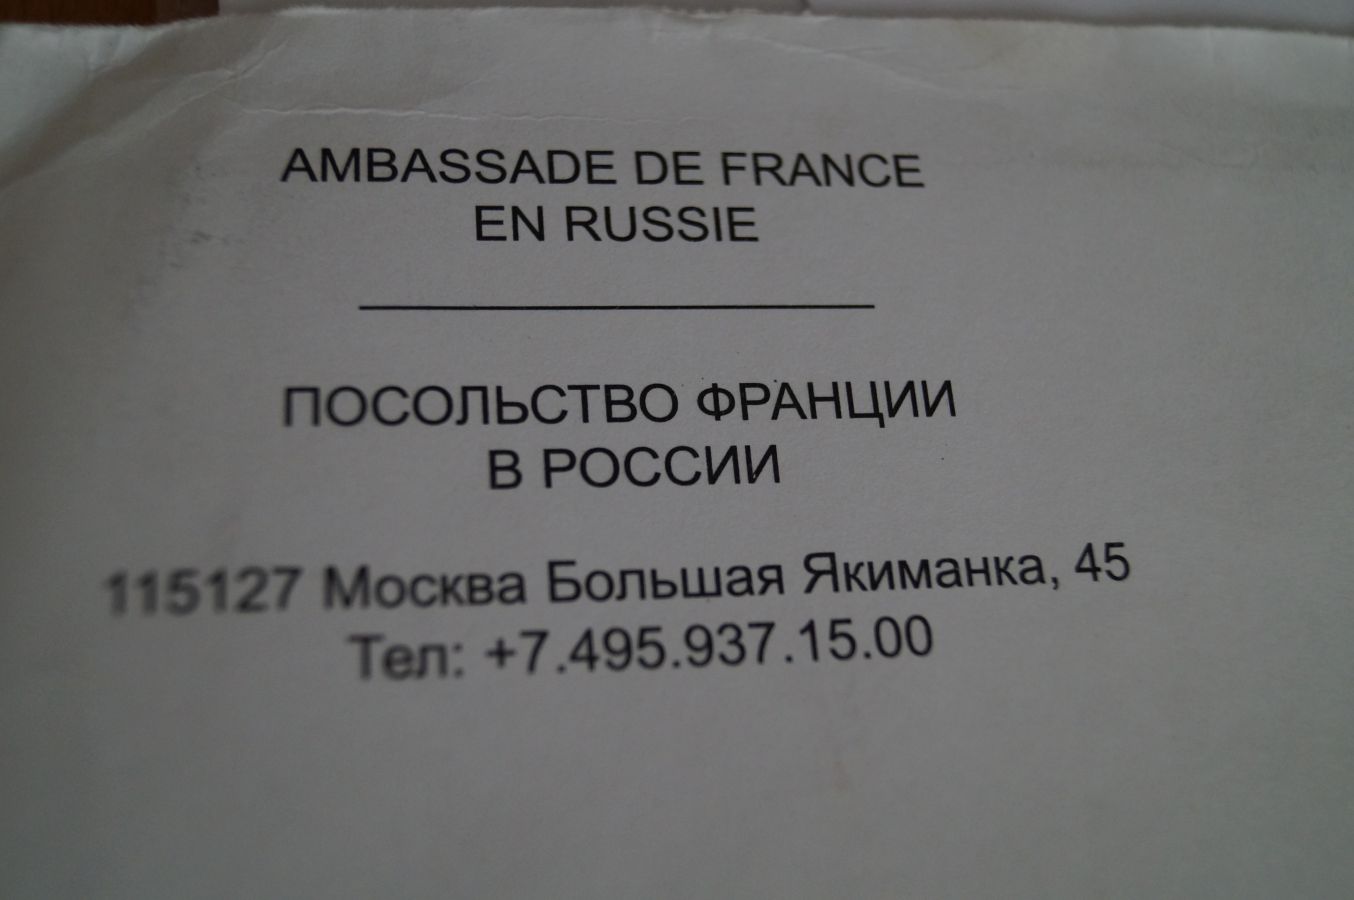 AMBASSADE DE FRANCE
EN RUSSIE
ПОСОЛЬСТВО ФРАНЦИИ
В РОССИИ
115127 Москва Большая Якиманка, 45
Тел: +7.495.937.15.00